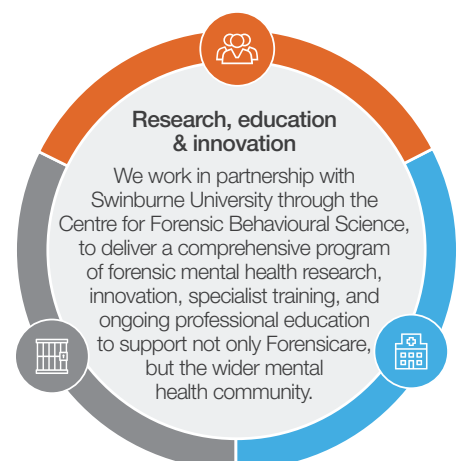 Research, education
& innovation
We work in partnership with
Swinburne University through the
Centre for Forensic Behavioural Science,
to deliver a comprehensive program
of forensic mental health research,
innovation, specialist training, and
ongoing professional education
to support not only Forensicare,
but the wider mental
health community.